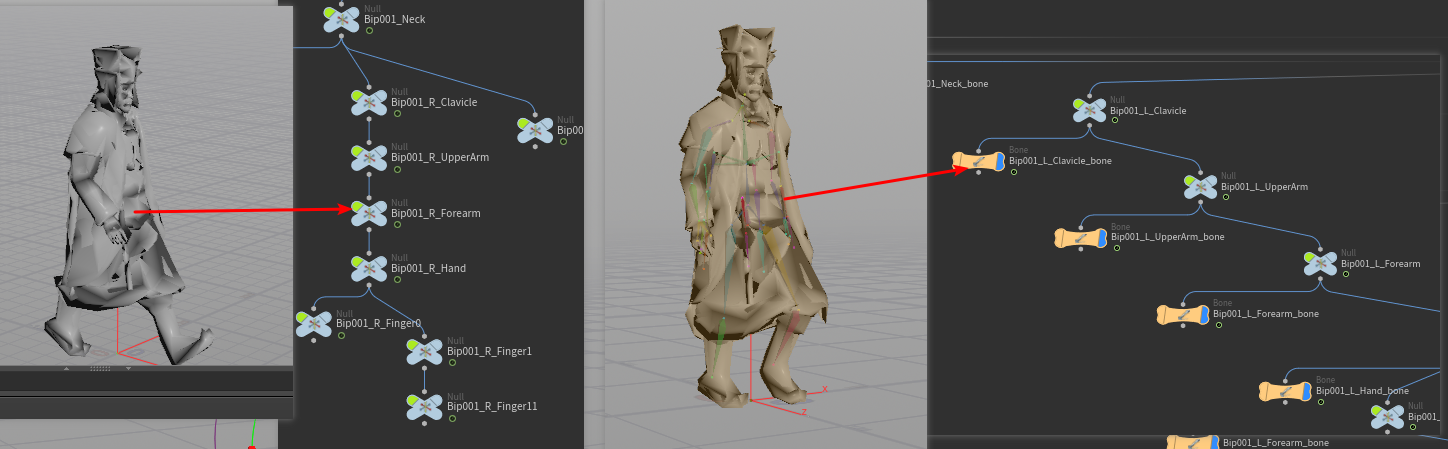 Null
Bip001_Neck
Null
Bip001_R_Clavicle
Null
Bip00
Null
Bip001_R_UpperArm
Null
Bip001_R_Forearm
Null
Bip001_R_Hand
Null
Bip001_R_Finger0
Null
Bip001_R_Finger1
Null
Bip001_R_Finger11
X
Z
01_Neck_bone
Null
Bip001_L_Clavicle
Bone
Bip001_L_Clavicle_bone
Null
Bip001_L_UpperArm
Bone
Bip001_L_UpperArm_bone
Null
Bip001_L_Forearm
Bone
Bip001_L_Forearm_bone
Bone
Bip001_L_Hand_bone
Null
Bip001_
Bip001_L_Forearm_bone